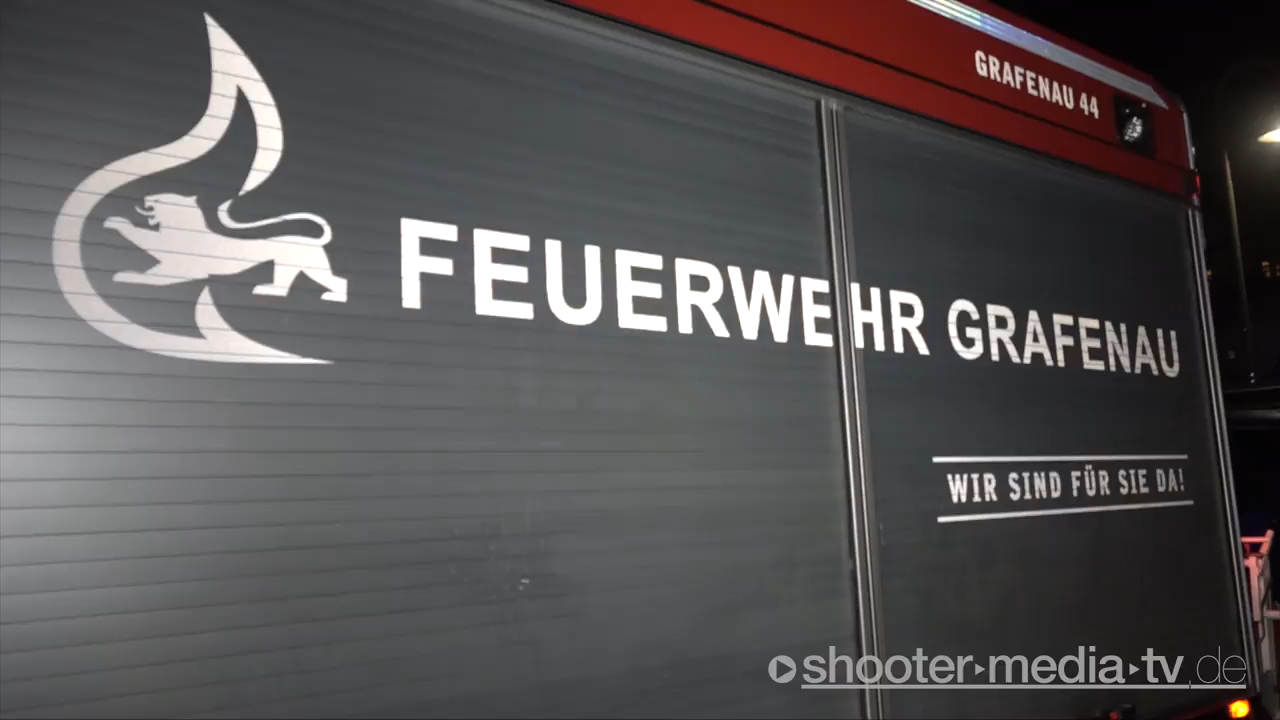 GRAFENAU 44
FEUERWEHR GRAFENAU
WIR SIND FÜR SIE DA!
shooter-media-tv.de